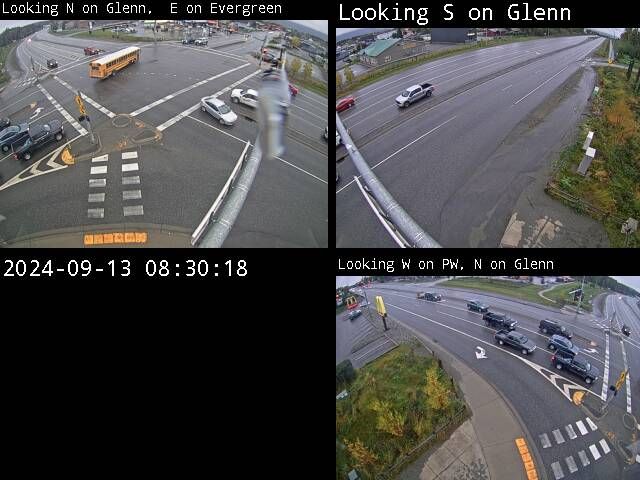 Looking N on Glenn,  E on Evergreen
Looking S on Glenn
2024-09-13 08:30:18
Looking W on PW, N on Glenn